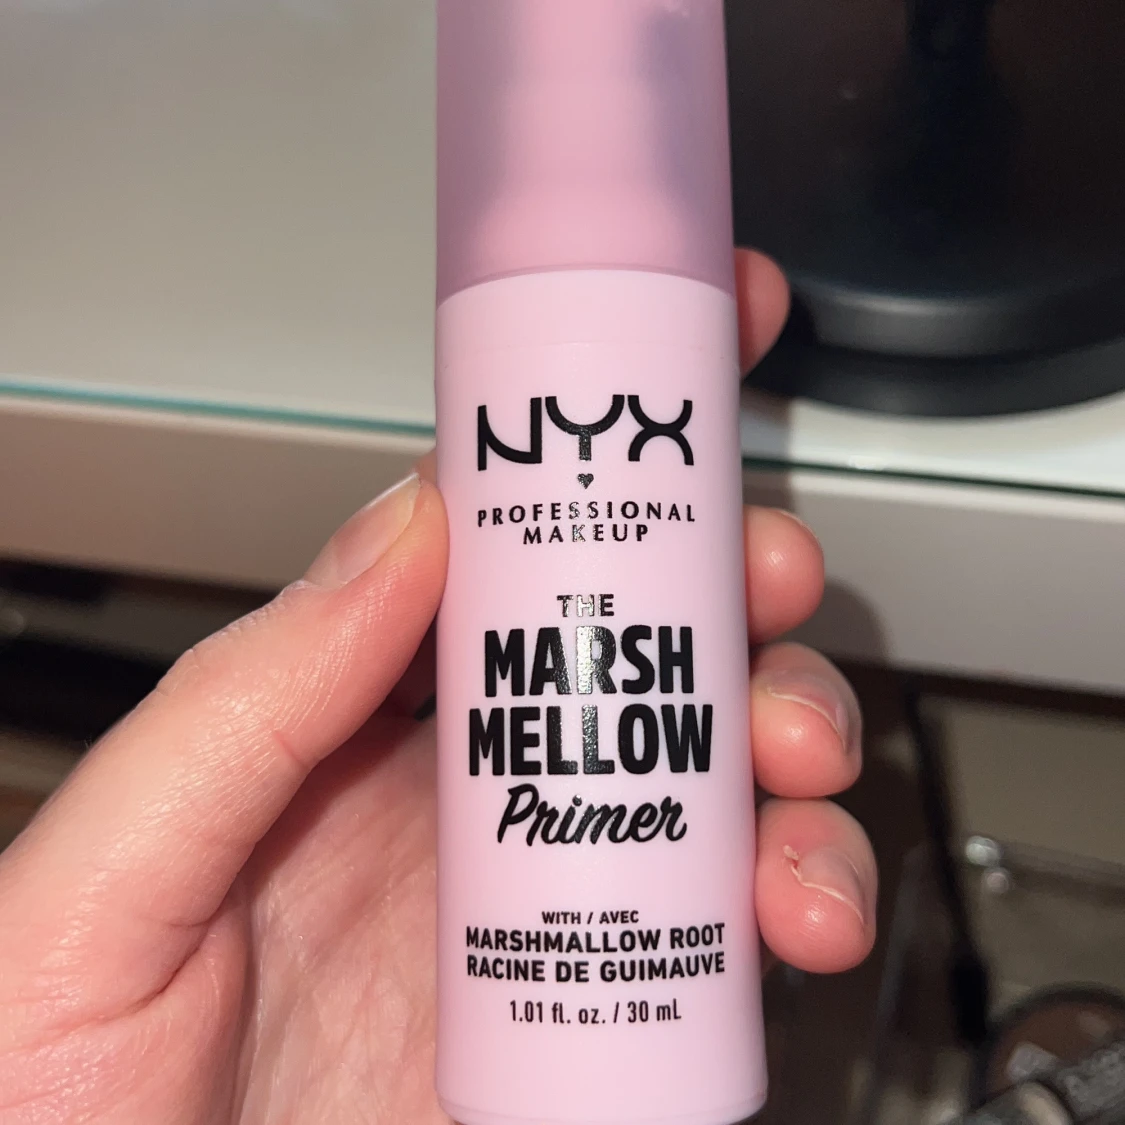 NYX
PROFESSIONAL
MAKEUP
THE
MARSH
MELLOW
Primer
WITH / AVEC
MARSHMALLOW ROOT
RACINE DE GUIMAUVE
1.01 fl. oz. / 30 mL